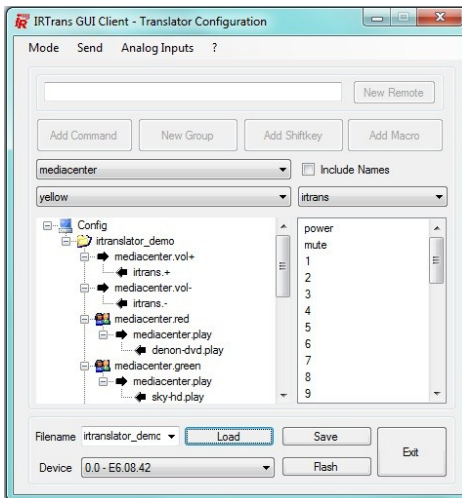 IRTrans GUI Client - Translator Configuration
Mode Send Analog Inputs ?
New Remote
Add Command New Group Add Shiftkey Add Macro
mediacenter Include Names
yellow irtrans
Config
irtranslator_demo
mediacenter.vol+
irtrans.+
mediacenter.vol-
irtrans.-
mediacenter.red
mediacenter.play
denon-dvd.play
mediacenter.green
mediacenter.play
sky-hd.play
power
mute
1
2
3
4
5
6
7
8
9
Filename irtranslator_demc Load Save
Exit
Device 0.0 - E6.08.42 Flash